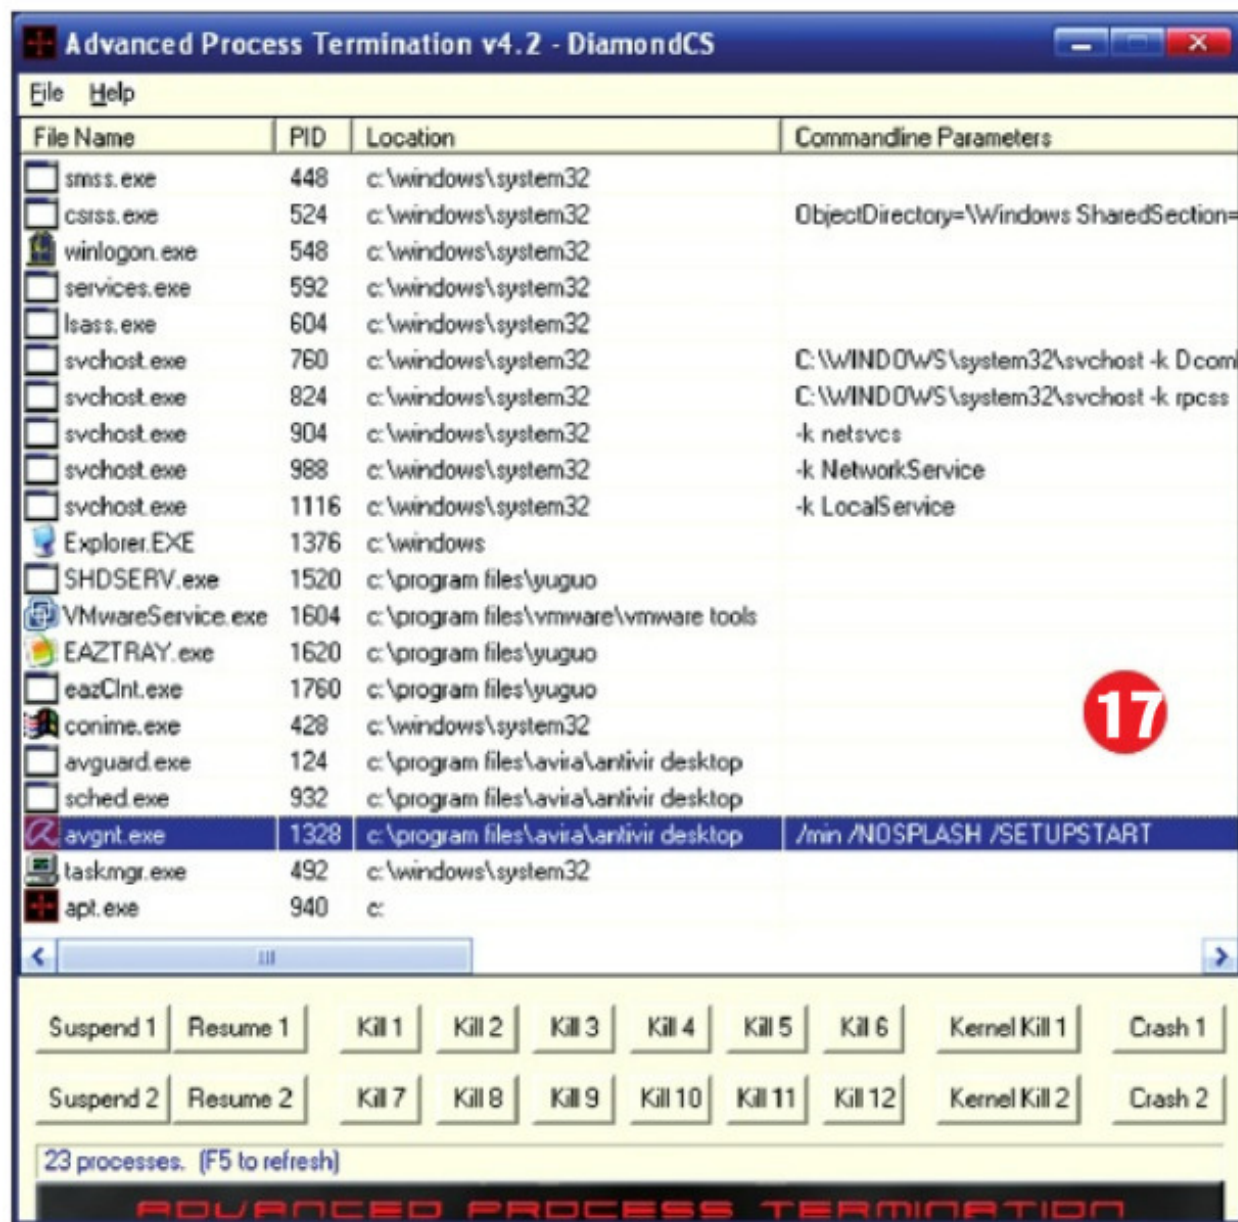 Advanced Process Termination v4.2 - DiamondCS
File Help
File Name PID Location Commandline Parameters
smss.exe 448 c:\windows\system32
csrss.exe 524 c:\windows\system32 ObjectDirectory=\Windows SharedSection=
winlogon.exe 548 c:\windows\system32
services.exe 592 c:\windows\system32
lsass.exe 604 c:\windows\system32
svchost.exe 760 c:\windows\system32 C:\WINDOWS\system32\svchost -k Dcom
svchost.exe 824 c:\windows\system32 C:\WINDOWS\system32\svchost -k rpcss
svchost.exe 904 c:\windows\system32 -k netsvcs
svchost.exe 988 c:\windows\system32 -k NetworkService
svchost.exe 1116 c:\windows\system32 -k LocalService
Explorer.EXE 1376 c:\windows
SHDSERV.exe 1520 c:\program files\yuguo
VMwareService.exe 1604 c:\program files\vmware\vmware tools
EAZTRAY.exe 1620 c:\program files\yuguo
eazClnt.exe 1760 c:\program files\yuguo
17
conime.exe 428 c:\windows\system32
avguard.exe 124 c:\program files\avira\antivir desktop
sched.exe 932 c:\program files\avira\antivir desktop
avgnt.exe 1328 c:\program files\avira\antivir desktop /min /NOSPLASH /SETUPSTART
taskmgr.exe 492 c:\windows\system32
apt.exe 940 c:
Suspend 1 Resume 1 Kill 1 Kill 2 Kill 3 Kill 4 Kill 5 Kill 6 Kernel Kill 1 Crash 1
Suspend 2 Resume 2 Kill 7 Kill 8 Kill 9 Kill 10 Kill 11 Kill 12 Kernel Kill 2 Crash 2
23 processes. (F5 to refresh)
ADVANCED PROCESS TERMINATION